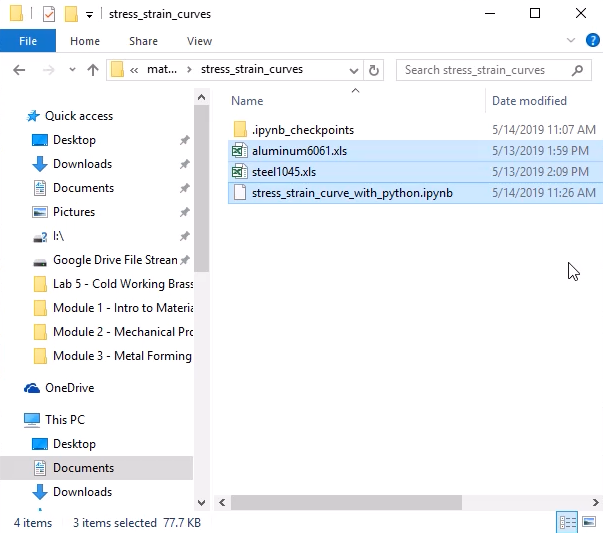 stress_strain_curves
File Home Share View
« mat... > stress_strain_curves Search stress_strain_curves
Name Date modified
Quick access
Desktop
Downloads
Documents
Pictures
I:\
Google Drive File Strean
Lab 5 - Cold Working Brass
Module 1 - Intro to Materia
Module 2 - Mechanical Pro
Module 3 - Metal Forming
OneDrive
This PC
Desktop
Documents
Downloads
.ipynb_checkpoints 5/14/2019 11:07 AM
aluminum6061.xls 5/13/2019 1:59 PM
steel1045.xls 5/13/2019 2:09 PM
stress_strain_curve_with_python.ipynb 5/14/2019 11:26 AM
4 items 3 items selected 77.7 KB